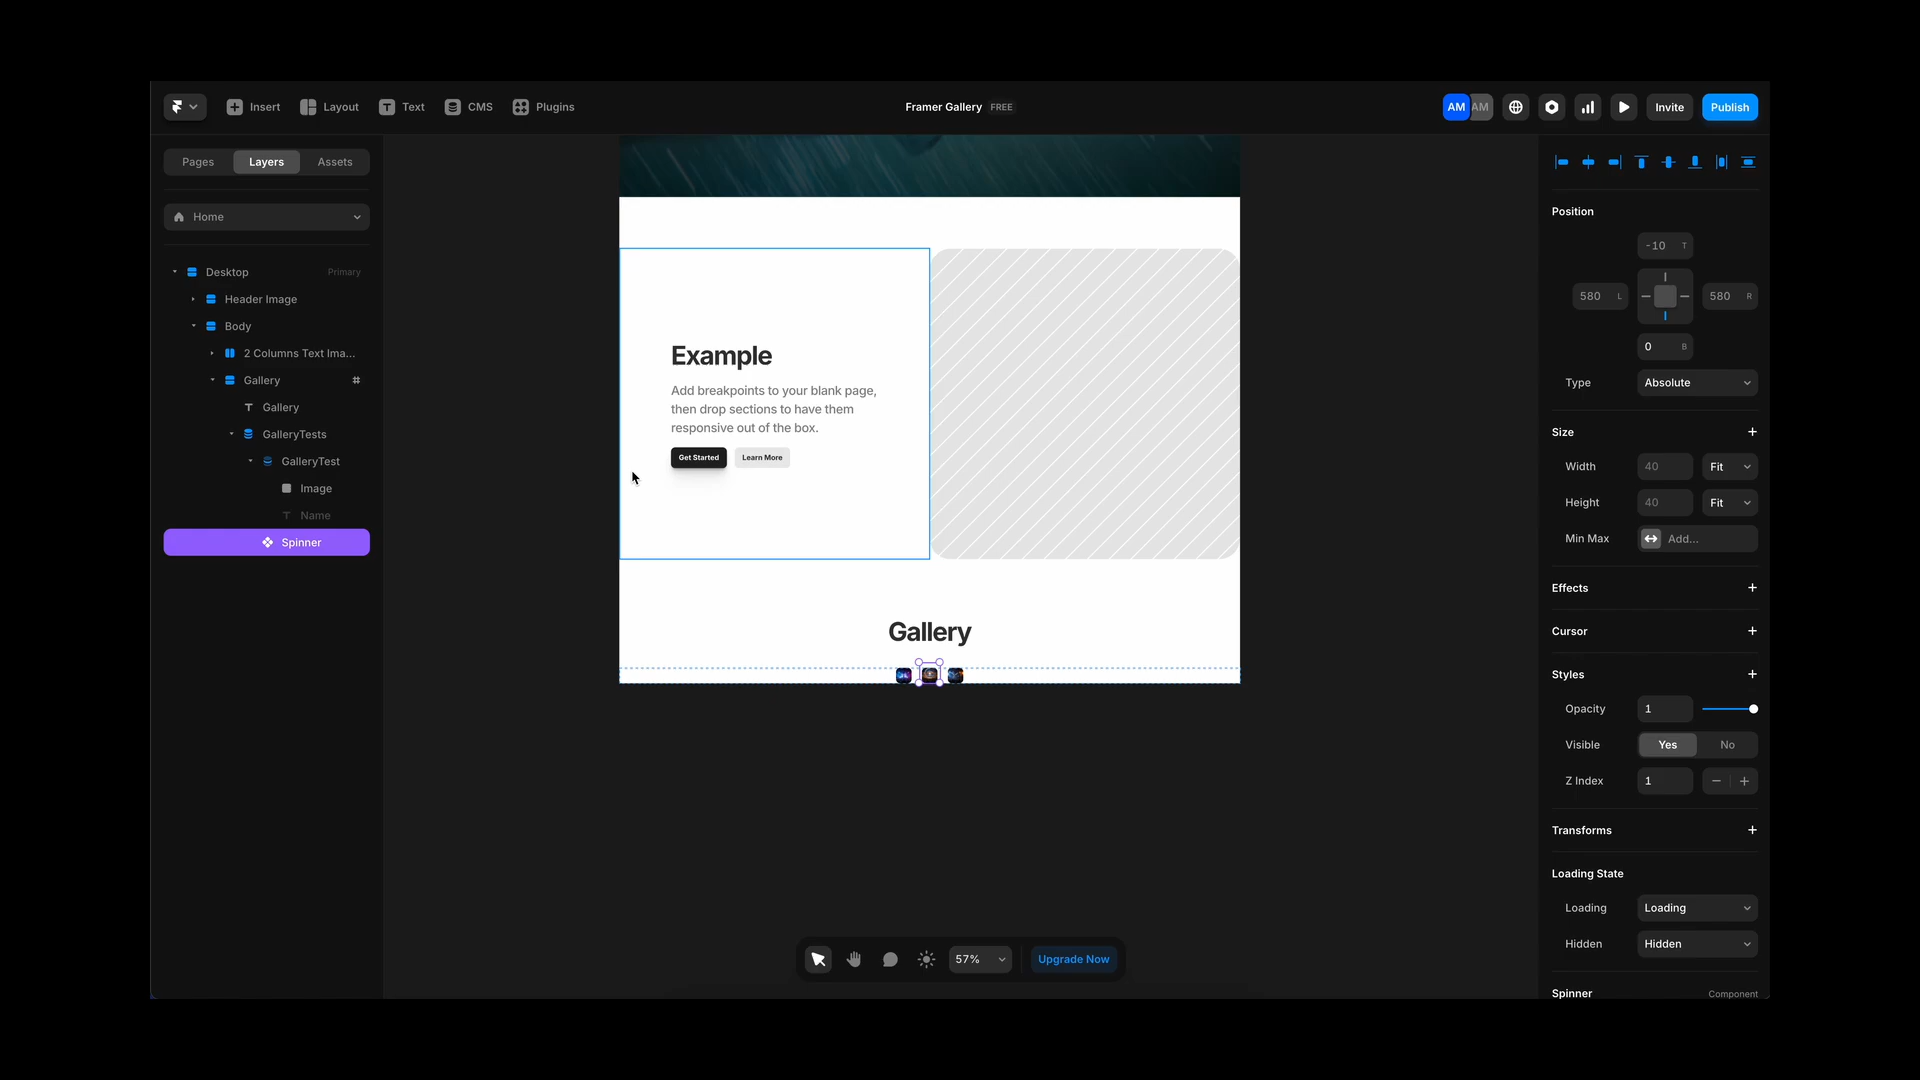 Insert
Layout
Text
CMS
Plugins
Framer Gallery FREE
AM
AM
Invite
Publish
Pages
Layers
Assets
Home
Desktop
Primary
Header Image
Body
2 Columns Text Ima...
Gallery
Gallery
GalleryTests
GalleryTest
Image
Name
Spinner
Example
Add breakpoints to your blank page,
then drop sections to have them
responsive out of the box.
Get Started
Learn More
Gallery
57%
Upgrade Now
Position
-10 T
580 L
580 R
0 B
Type
Absolute
Size
Width
40
Fit
Height
40
Fit
Min Max
Add...
Effects
Cursor
Styles
Opacity
1
Visible
Yes
No
Z Index
1
Transforms
Loading State
Loading
Loading
Hidden
Hidden
Spinner
Component